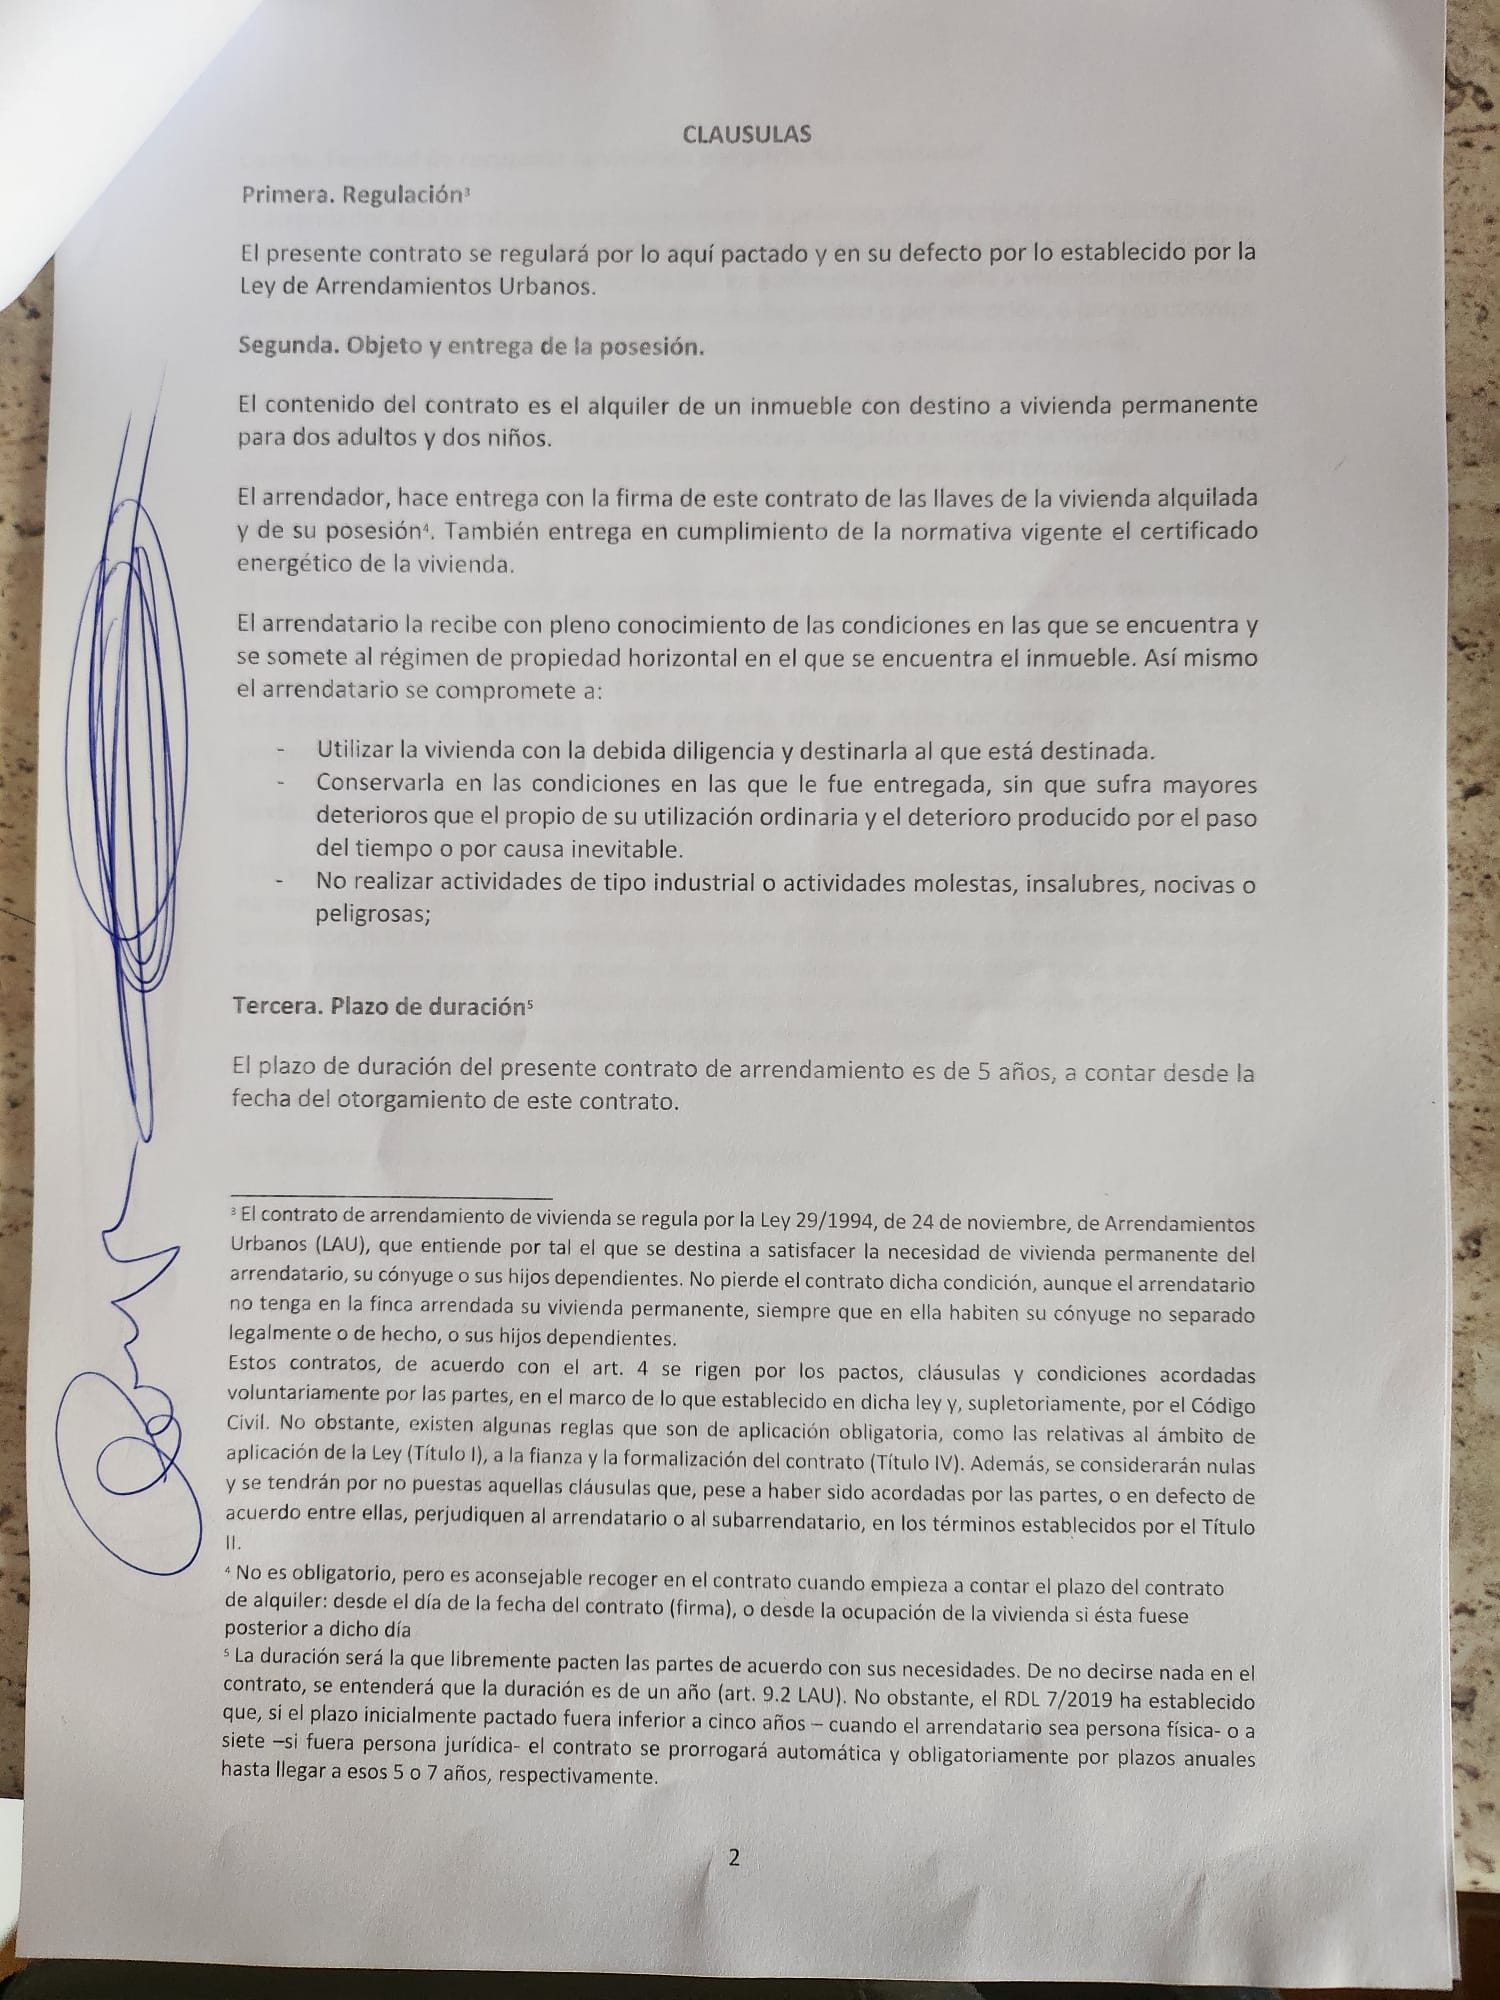 CLAUSULAS
Primera. Regulación³
El presente contrato se regulará por lo aquí pactado y en su defecto por lo establecido por la
Ley de Arrendamientos Urbanos.
Segunda. Objeto y entrega de la posesión.
El contenido del contrato es el alquiler de un inmueble con destino a vivienda permanente
para dos adultos y dos niños.
El arrendador, hace entrega con la firma de este contrato de las llaves de la vivienda alquilada
y de su posesión⁴. También entrega en cumplimiento de la normativa vigente el certificado
energético de la vivienda.
El arrendatario la recibe con pleno conocimiento de las condiciones en las que se encuentra y
se somete al régimen de propiedad horizontal en el que se encuentra el inmueble. Así mismo
el arrendatario se compromete a:
- Utilizar la vivienda con la debida diligencia y destinarla al que está destinada.
- Conservarla en las condiciones en las que le fue entregada, sin que sufra mayores
deterioros que el propio de su utilización ordinaria y el deterioro producido por el paso
del tiempo o por causa inevitable.
- No realizar actividades de tipo industrial o actividades molestas, insalubres, nocivas o
peligrosas;
Tercera. Plazo de duración⁵
El plazo de duración del presente contrato de arrendamiento es de 5 años, a contar desde la
fecha del otorgamiento de este contrato.
³ El contrato de arrendamiento de vivienda se regula por la Ley 29/1994, de 24 de noviembre, de Arrendamientos
Urbanos (LAU), que entiende por tal el que se destina a satisfacer la necesidad de vivienda permanente del
arrendatario, su cónyuge o sus hijos dependientes. No pierde el contrato dicha condición, aunque el arrendatario
no tenga en la finca arrendada su vivienda permanente, siempre que en ella habiten su cónyuge no separado
legalmente o de hecho, o sus hijos dependientes.
Estos contratos, de acuerdo con el art. 4 se rigen por los pactos, cláusulas y condiciones acordadas
voluntariamente por las partes, en el marco de lo que establecido en dicha ley y, supletoriamente, por el Código
Civil. No obstante, existen algunas reglas que son de aplicación obligatoria, como las relativas al ámbito de
aplicación de la Ley (Título I), a la fianza y la formalización del contrato (Título IV). Además, se considerarán nulas
y se tendrán por no puestas aquellas cláusulas que, pese a haber sido acordadas por las partes, o en defecto de
acuerdo entre ellas, perjudiquen al arrendatario o al subarrendatario, en los términos establecidos por el Título
II.
⁴ No es obligatorio, pero es aconsejable recoger en el contrato cuando empieza a contar el plazo del contrato
de alquiler: desde el día de la fecha del contrato (firma), o desde la ocupación de la vivienda si ésta fuese
posterior a dicho día
⁵ La duración será la que libremente pacten las partes de acuerdo con sus necesidades. De no decirse nada en el
contrato, se entenderá que la duración es de un año (art. 9.2 LAU). No obstante, el RDL 7/2019 ha establecido
que, si el plazo inicialmente pactado fuera inferior a cinco años – cuando el arrendatario sea persona física- o a
siete –si fuera persona jurídica- el contrato se prorrogará automática y obligatoriamente por plazos anuales
hasta llegar a esos 5 o 7 años, respectivamente.
2